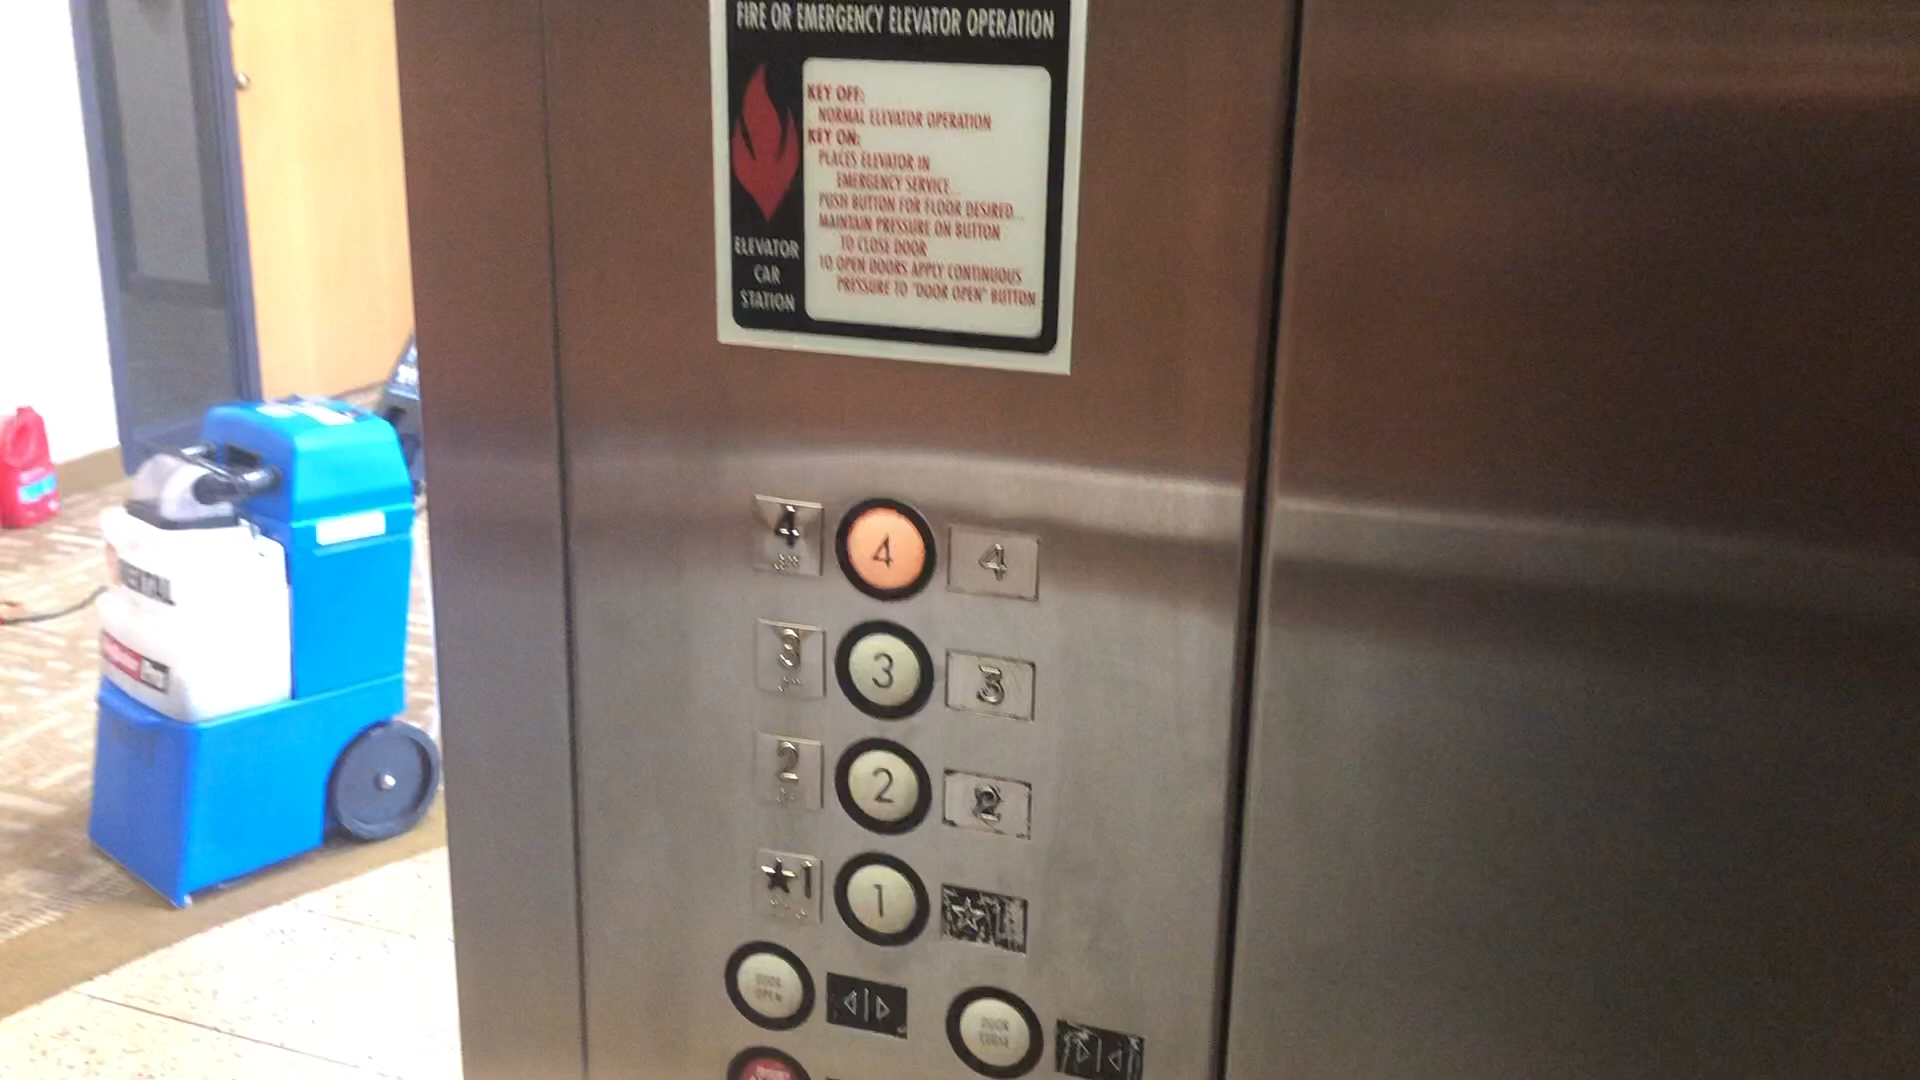 FIRE OR EMERGENCY ELEVATOR OPERATION
KEY OFF:
NORMAL ELEVATOR OPERATION
KEY ON:
PLACES ELEVATOR IN
EMERGENCY SERVICE...
PUSH BUTTON FOR FLOOR DESIRED...
MAINTAIN PRESSURE ON BUTTON
TO CLOSE DOOR
TO OPEN DOORS APPLY CONTINUOUS
PRESSURE TO "DOOR OPEN" BUTTON
ELEVATOR
CAR
STATION
4 4 4
3 3 3
2 2 2
★1 1 ☆1
DOOR
OPEN
DOOR
CLOSE